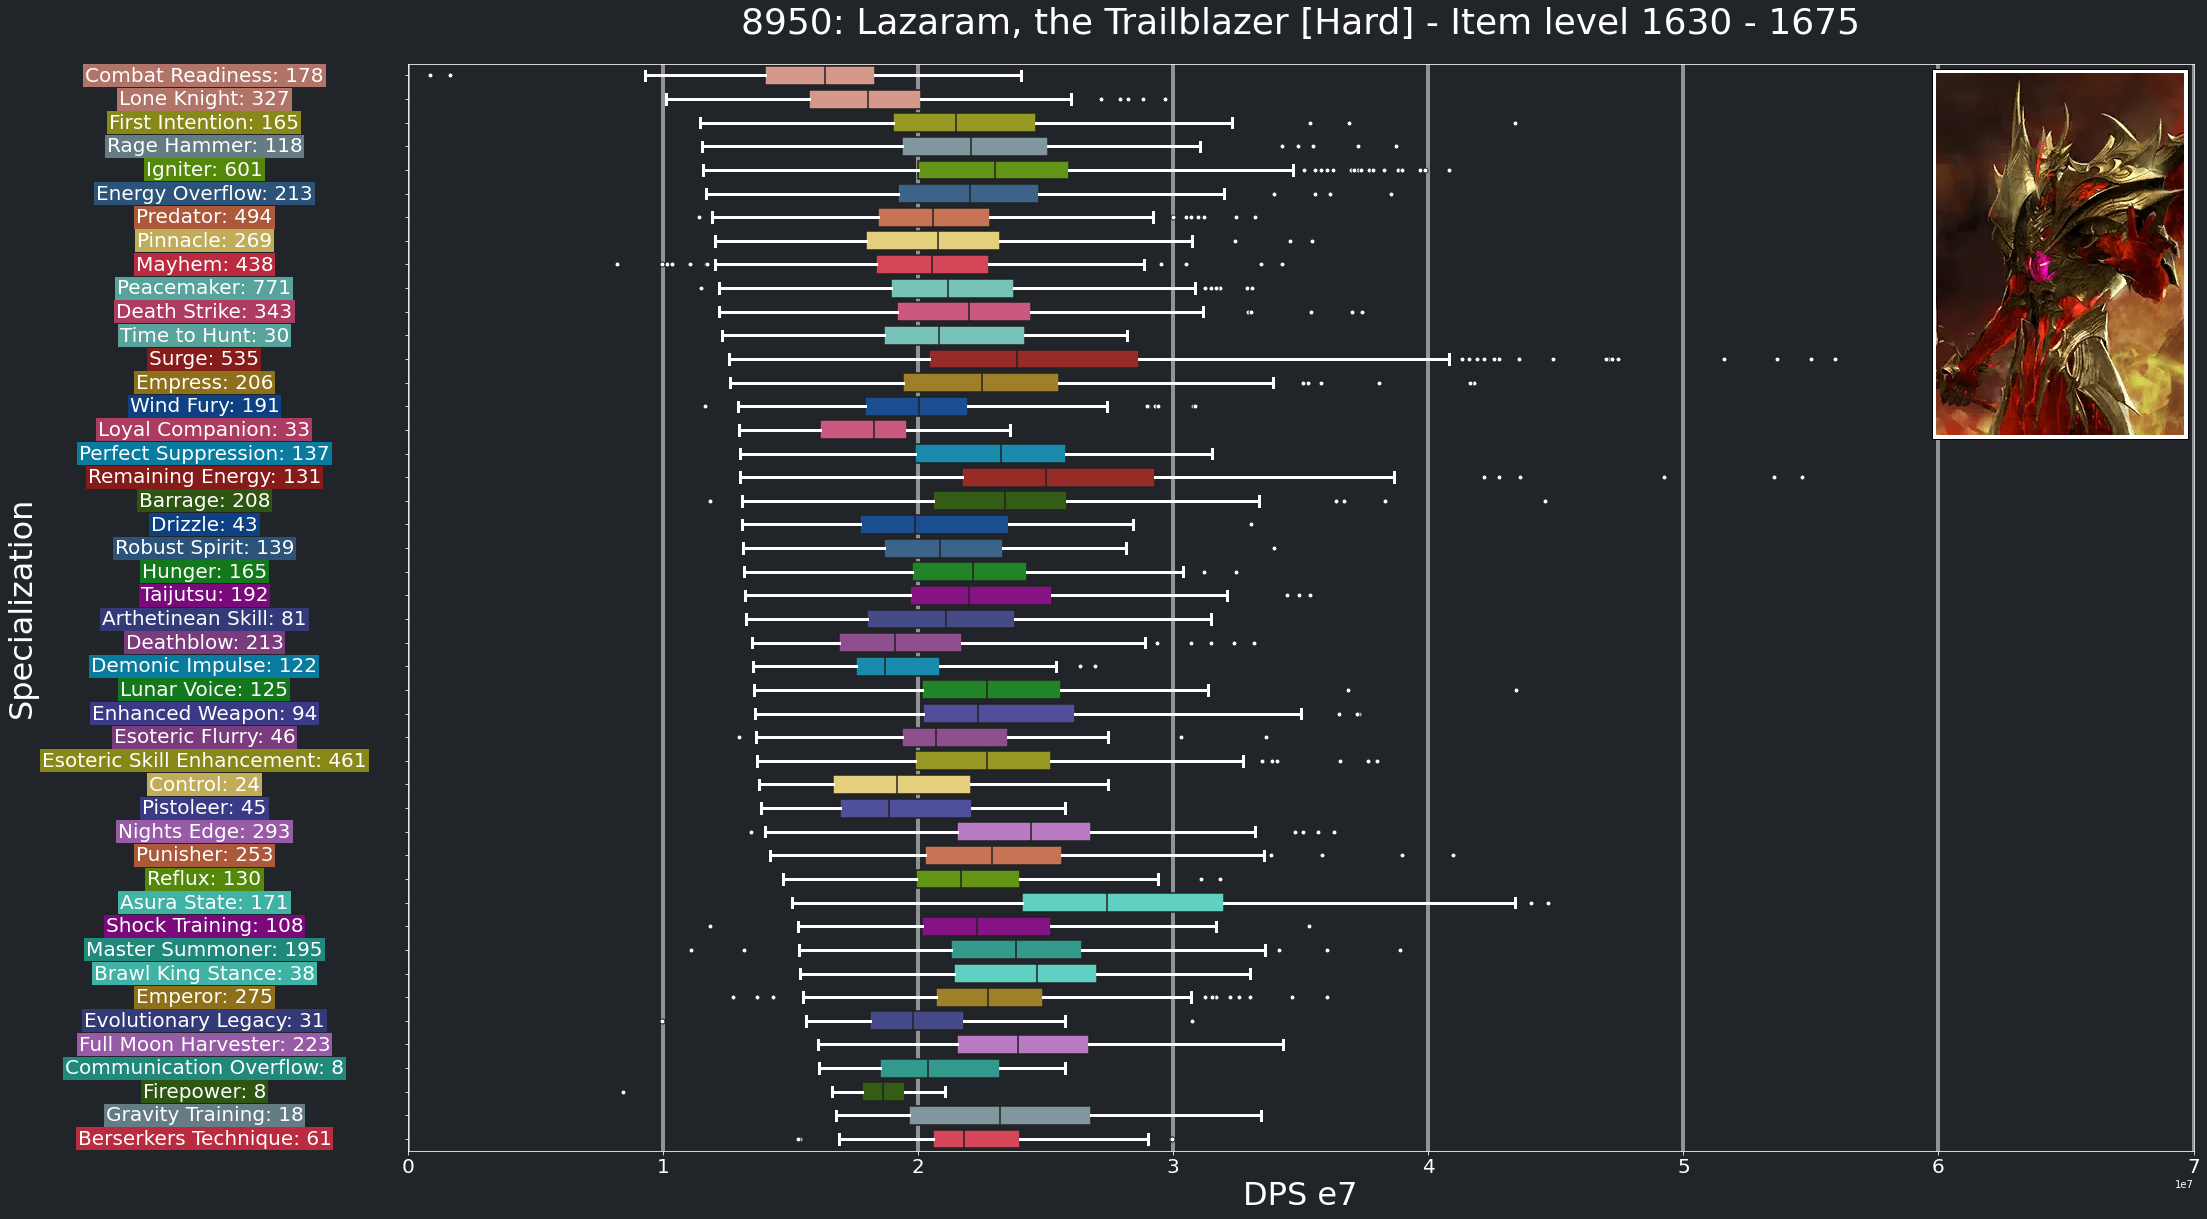 8950: Lazaram, the Trailblazer [Hard] - Item level 1630 - 1675
Specialization
Combat Readiness: 178
Lone Knight: 327
First Intention: 165
Rage Hammer: 118
Igniter: 601
Energy Overflow: 213
Predator: 494
Pinnacle: 269
Mayhem: 438
Peacemaker: 771
Death Strike: 343
Time to Hunt: 30
Surge: 535
Empress: 206
Wind Fury: 191
Loyal Companion: 33
Perfect Suppression: 137
Remaining Energy: 131
Barrage: 208
Drizzle: 43
Robust Spirit: 139
Hunger: 165
Taijutsu: 192
Arthetinean Skill: 81
Deathblow: 213
Demonic Impulse: 122
Lunar Voice: 125
Enhanced Weapon: 94
Esoteric Flurry: 46
Esoteric Skill Enhancement: 461
Control: 24
Pistoleer: 45
Nights Edge: 293
Punisher: 253
Reflux: 130
Asura State: 171
Shock Training: 108
Master Summoner: 195
Brawl King Stance: 38
Emperor: 275
Evolutionary Legacy: 31
Full Moon Harvester: 223
Communication Overflow: 8
Firepower: 8
Gravity Training: 18
Berserkers Technique: 61
0 1 2 3 4 5 6 7
1e7
DPS e7